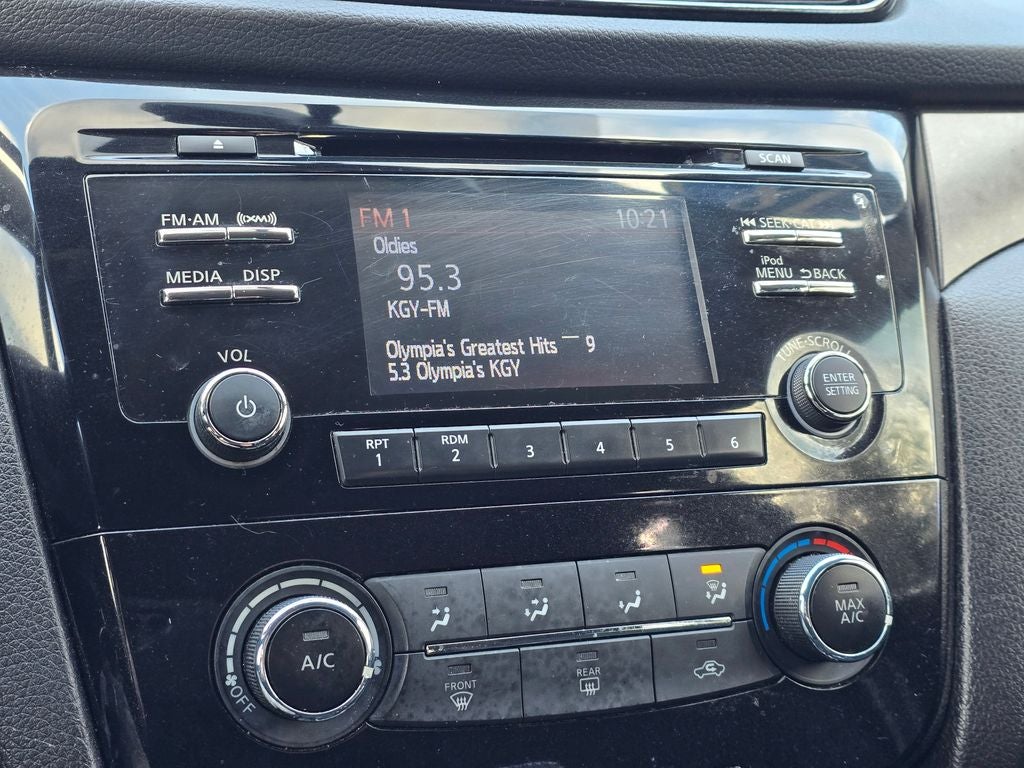 SCAN
FM·AM (((XM)))
MEDIA DISP
VOL
FM 1 10:21
Oldies
95.3
KGY-FM
Olympia's Greatest Hits — 9
5.3 Olympia's KGY
SEEK·CAT
iPod
MENU BACK
TUNE·SCROLL
ENTER
SETTING
RPT
1
RDM
2
3
4
5
6
A/C
OFF
FRONT
REAR
MAX
A/C